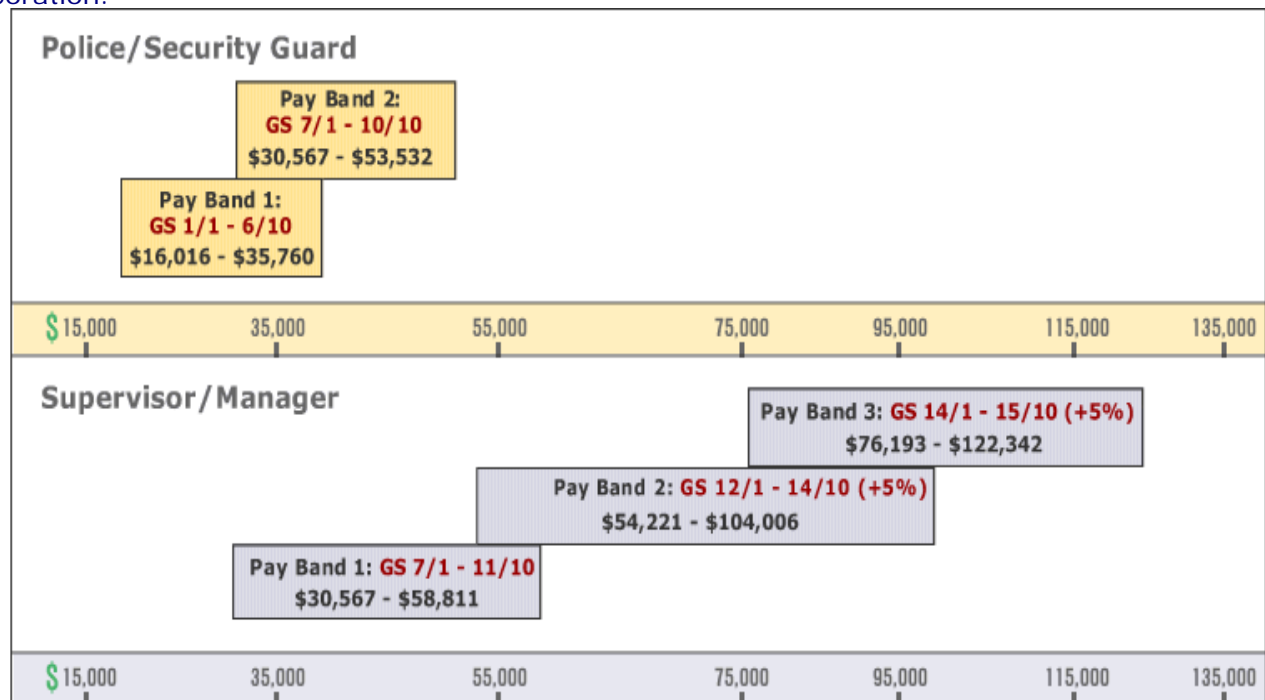 Police/Security Guard
Pay Band 2:
GS 7/1 - 10/10
$30,567 - $53,532
Pay Band 1:
GS 1/1 - 6/10
$16,016 - $35,760
$ 15,000 35,000 55,000 75,000 95,000 115,000 135,000
Supervisor/Manager
Pay Band 3: GS 14/1 - 15/10 (+5%)
$76,193 - $122,342
Pay Band 2: GS 12/1 - 14/10 (+5%)
$54,221 - $104,006
Pay Band 1: GS 7/1 - 11/10
$30,567 - $58,811
$ 15,000 35,000 55,000 75,000 95,000 115,000 135,000